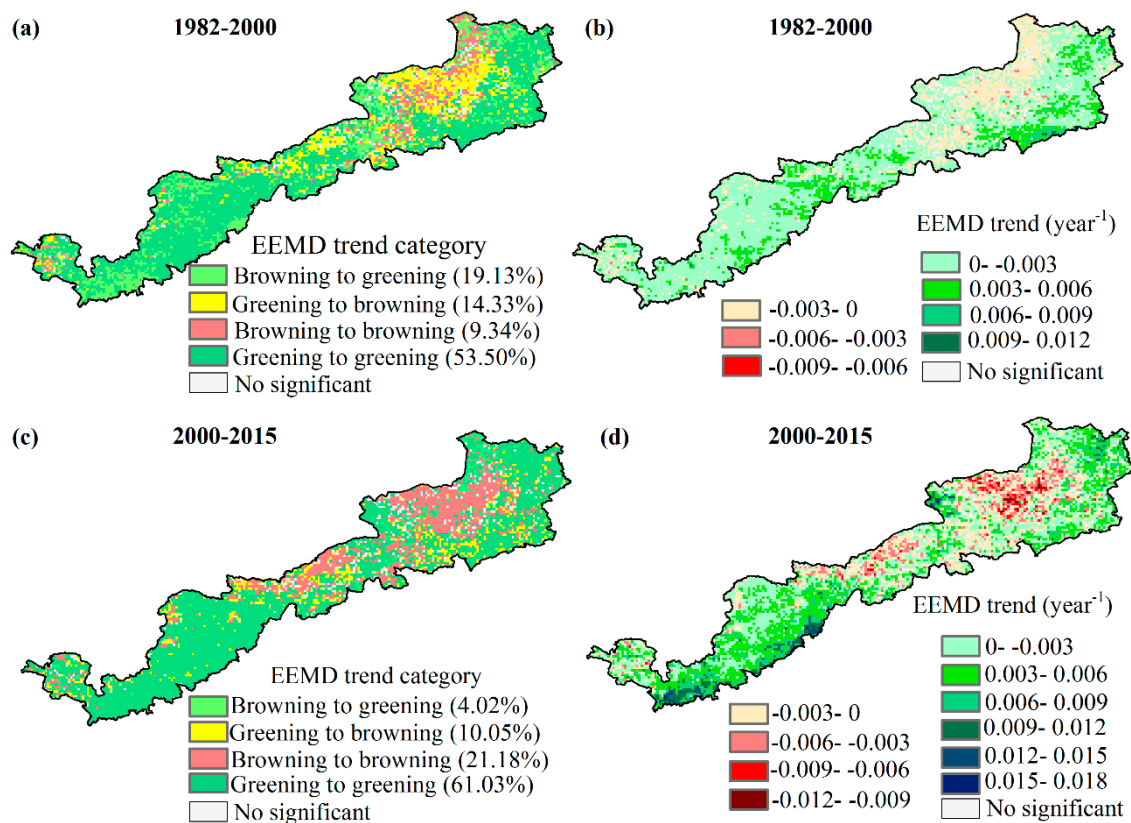 (a)
1982-2000
EEMD trend category
Browning to greening (19.13%)
Greening to browning (14.33%)
Browning to browning (9.34%)
Greening to greening (53.50%)
No significant
(b)
1982-2000
EEMD trend (year-1)
0- -0.003
0.003- 0.006
0.006- 0.009
0.009- 0.012
No significant
-0.003- 0
-0.006- -0.003
-0.009- -0.006
(c)
2000-2015
EEMD trend category
Browning to greening (4.02%)
Greening to browning (10.05%)
Browning to browning (21.18%)
Greening to greening (61.03%)
No significant
(d)
2000-2015
EEMD trend (year-1)
0- -0.003
0.003- 0.006
0.006- 0.009
0.009- 0.012
0.012- 0.015
0.015- 0.018
No significant
-0.003- 0
-0.006- -0.003
-0.009- -0.006
-0.012- -0.009